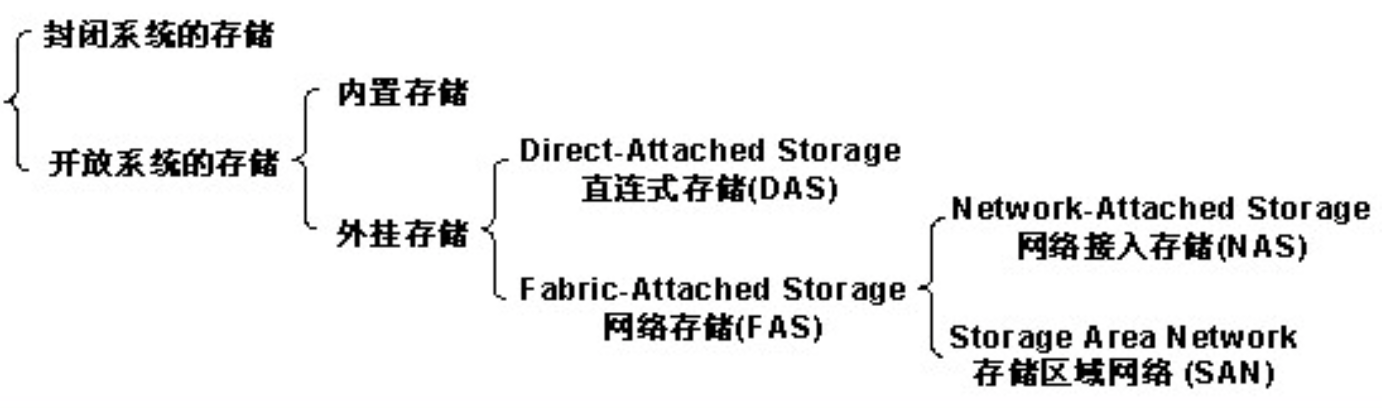 封闭系统的存储
内置存储
开放系统的存储
Direct-Attached Storage
直连式存储(DAS)
外挂存储
Network-Attached Storage
网络接入存储(NAS)
Fabric-Attached Storage
网络存储(FAS)
Storage Area Network
存储区域网络 (SAN)